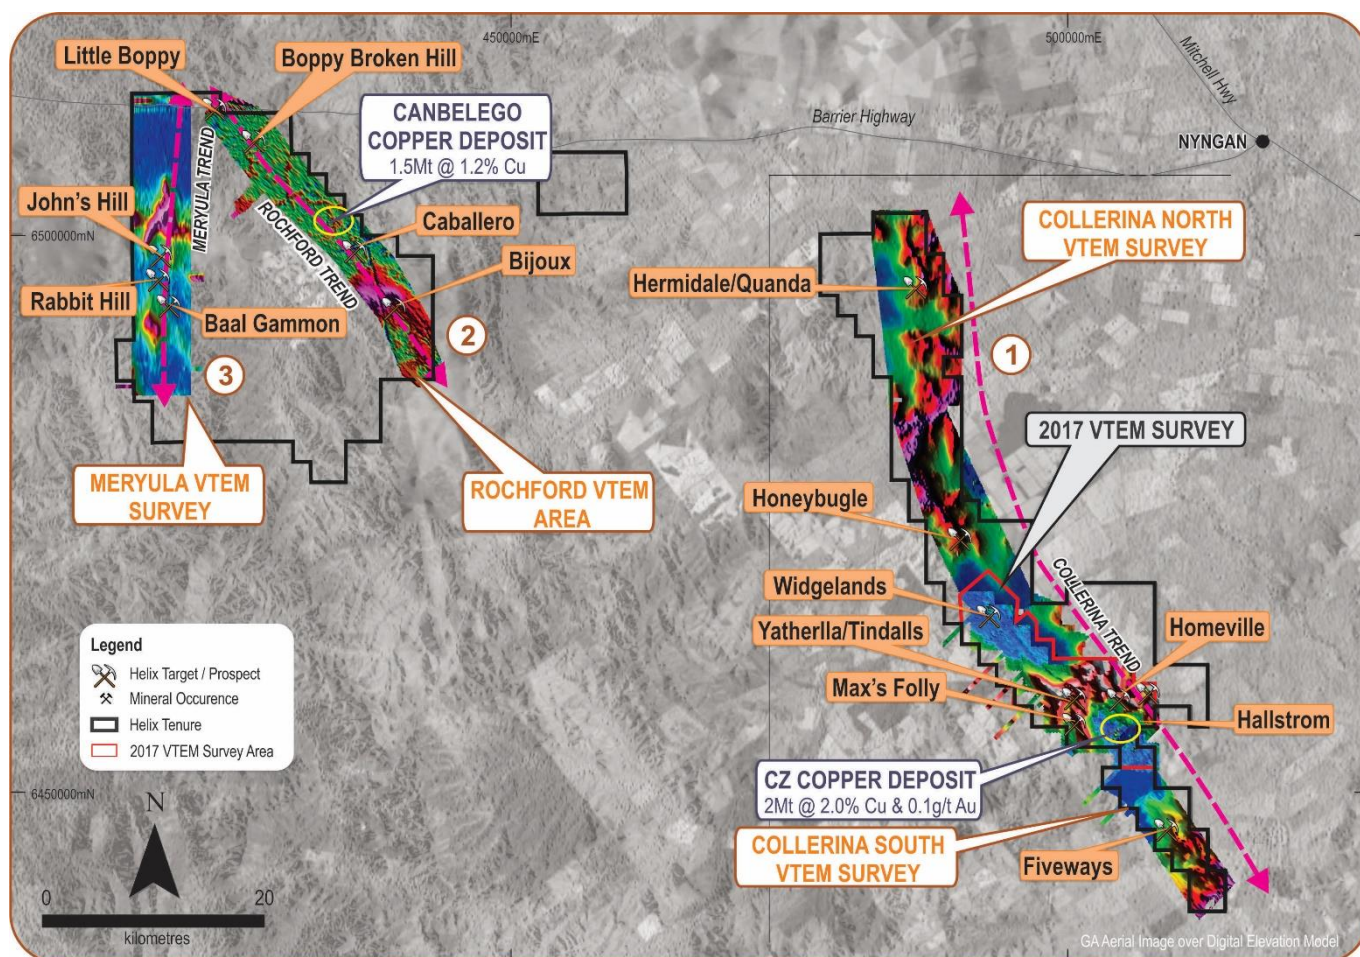 450000mE
500000mE
Little Boppy
Boppy Broken Hill
Mitchell Hwy
CANBELEGO
COPPER DEPOSIT
1.5Mt @ 1.2% Cu
Barrier Highway
NYNGAN
MERYULA TREND
John's Hill
ROCHFORD TREND
Caballero
COLLERINA NORTH
VTEM SURVEY
6500000mN
Bijoux
Hermidale/Quanda
Rabbit Hill
Baal Gammon
2
1
3
2017 VTEM SURVEY
MERYULA VTEM
SURVEY
ROCHFORD VTEM
AREA
Honeybugle
Widgelands
COLLERINA TREND
Yatherlla/Tindalls
Homeville
Max's Folly
Hallstrom
Legend
Helix Target / Prospect
Mineral Occurence
Helix Tenure
2017 VTEM Survey Area
CZ COPPER DEPOSIT
2Mt @ 2.0% Cu & 0.1g/t Au
6450000mN
N
COLLERINA SOUTH
VTEM SURVEY
Fiveways
0
20
kilometres
GA Aerial Image over Digital Elevation Model